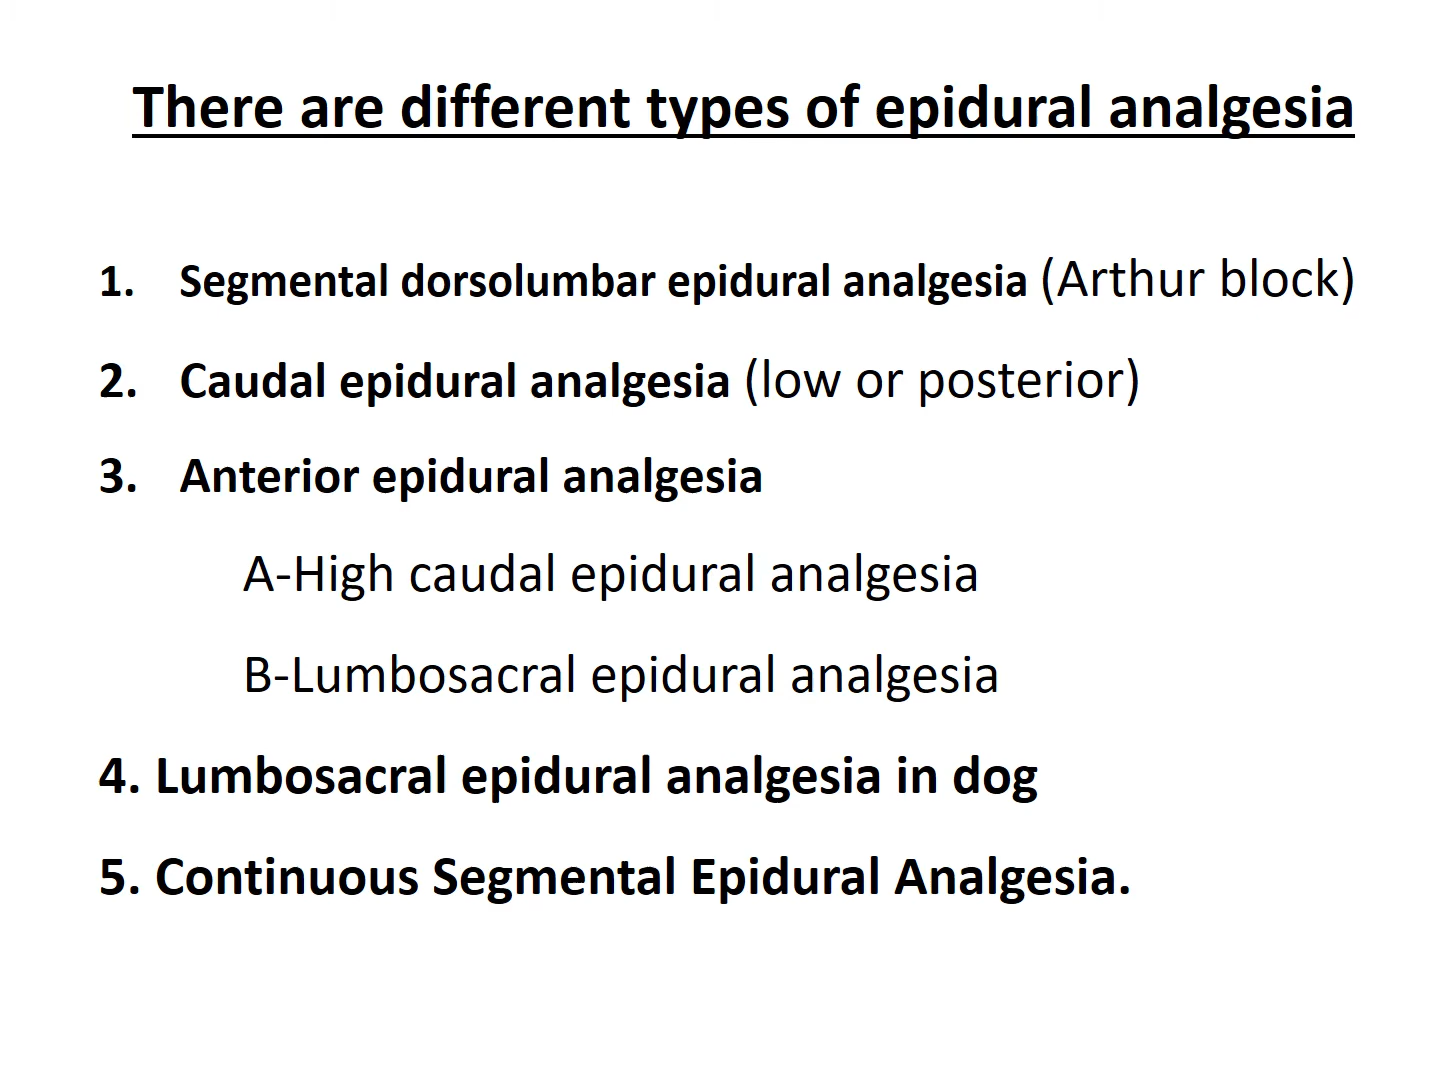 There are different types of epidural analgesia
1. Segmental dorsolumbar epidural analgesia (Arthur block)
2. Caudal epidural analgesia (low or posterior)
3. Anterior epidural analgesia
A-High caudal epidural analgesia
B-Lumbosacral epidural analgesia
4. Lumbosacral epidural analgesia in dog
5. Continuous Segmental Epidural Analgesia.